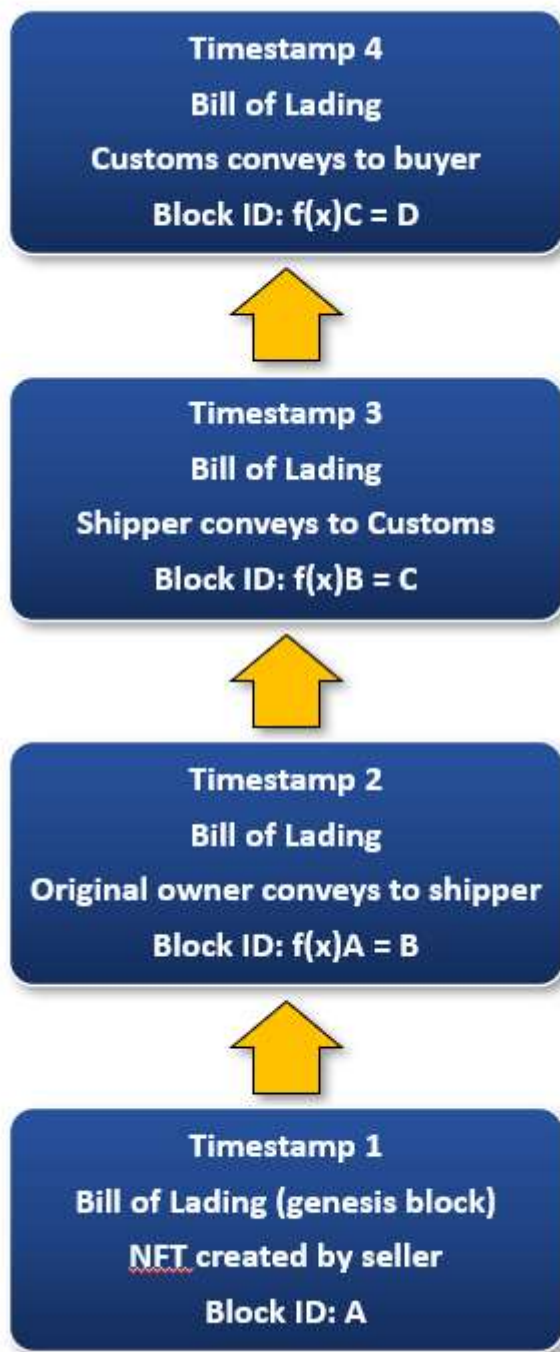 Timestamp 4
Bill of Lading
Customs conveys to buyer
Block ID: f(x)C = D
Timestamp 3
Bill of Lading
Shipper conveys to Customs
Block ID: f(x)B = C
Timestamp 2
Bill of Lading
Original owner conveys to shipper
Block ID: f(x)A = B
Timestamp 1
Bill of Lading (genesis block)
NFT created by seller
Block ID: A